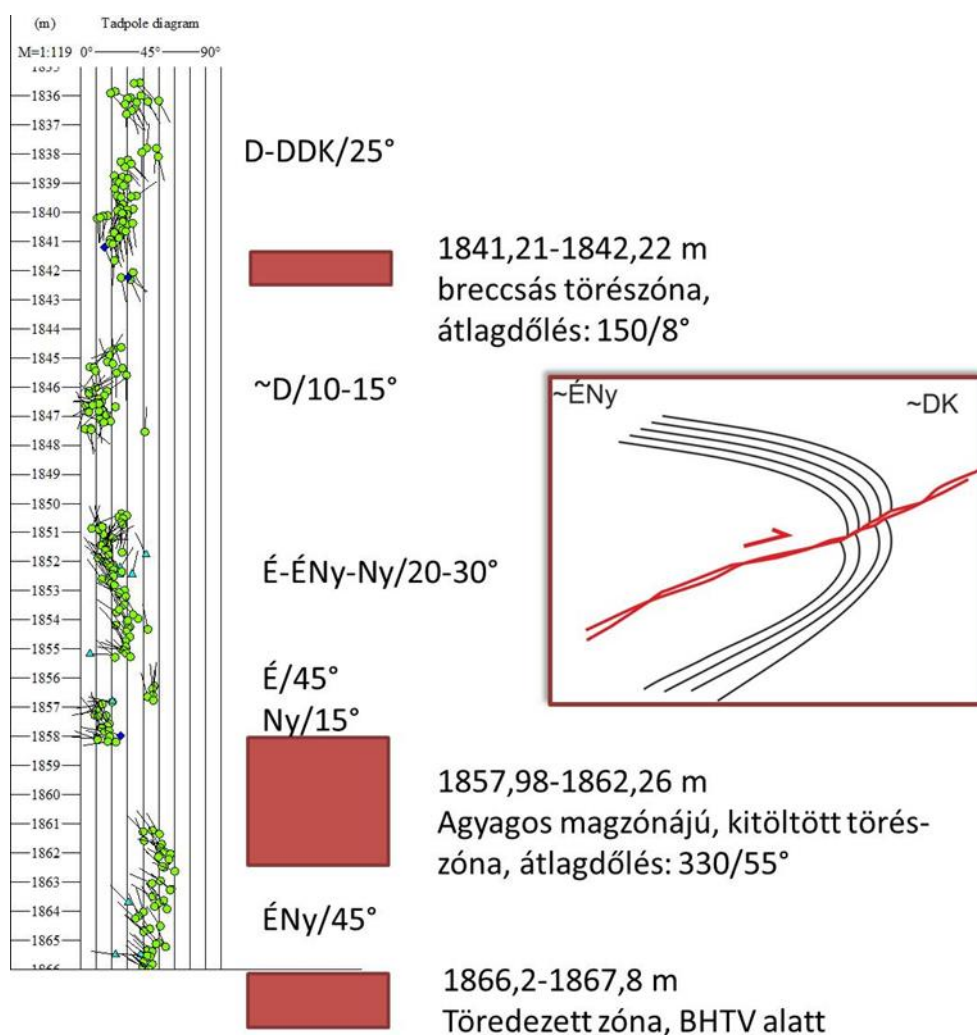 (m) Tadpole diagram
M=1:119 0° 45° 90°
1835
1836
1837
1838
1839
1840
1841
1842
1843
1844
1845
1846
1847
1848
1849
1850
1851
1852
1853
1854
1855
1856
1857
1858
1859
1860
1861
1862
1863
1864
1865
1866
D-DDK/25°
1841,21-1842,22 m
breccsás törészóna,
átlagdőlés: 150/8°
~D/10-15°
~ÉNy ~DK
É-ÉNy-Ny/20-30°
É/45°
Ny/15°
1857,98-1862,26 m
Agyagos magzónájú, kitöltött törés-
zóna, átlagdőlés: 330/55°
ÉNy/45°
1866,2-1867,8 m
Töredezett zóna, BHTV alatt